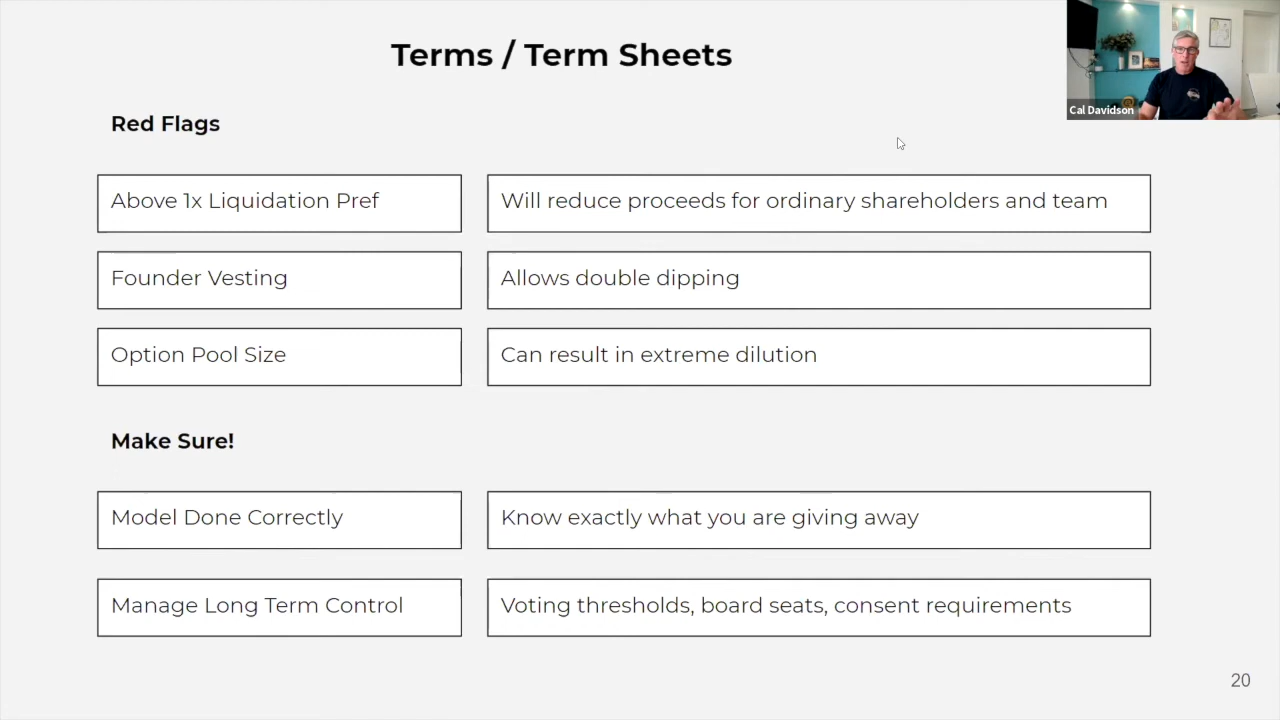 Terms / Term Sheets
Cal Davidson
Red Flags
Above 1x Liquidation Pref
Will reduce proceeds for ordinary shareholders and team
Founder Vesting
Allows double dipping
Option Pool Size
Can result in extreme dilution
Make Sure!
Model Done Correctly
Know exactly what you are giving away
Manage Long Term Control
Voting thresholds, board seats, consent requirements
20